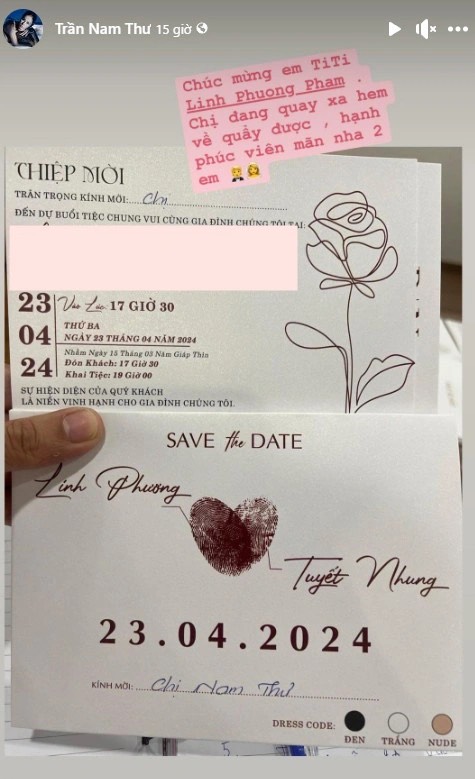 Trần Nam Thư 15 giờ
Chúc mừng em TiTi
Linh Phuong Pham .
Chị đang quay xa hem
về quẩy được , hạnh
phúc viên mãn nha 2
em
THIỆP MỜI
TRÂN TRỌNG KÍNH MỜI: Chị
ĐẾN DỰ BUỔI TIỆC CHUNG VUI CÙNG GIA ĐÌNH CHÚNG TÔI TẠI:
23 Vào Lúc 17 GIỜ 30
04 THỨ BA
NGÀY 23 THÁNG 04 NĂM 2024
24 Nhằm Ngày 15 Tháng 03 Năm Giáp Thìn
Đón Khách: 17 Giờ 30
Khai Tiệc: 19 Giờ 00
SỰ HIỆN DIỆN CỦA QUÝ KHÁCH
LÀ NIỀN VINH HẠNH CHO GIA ĐÌNH CHÚNG TÔI.
SAVE the DATE
Linh Phương
Tuyết Nhung
23.04.2024
KÍNH MỜI: Chị Nam Thư
DRESS CODE:
ĐEN TRẮNG NUDE
5